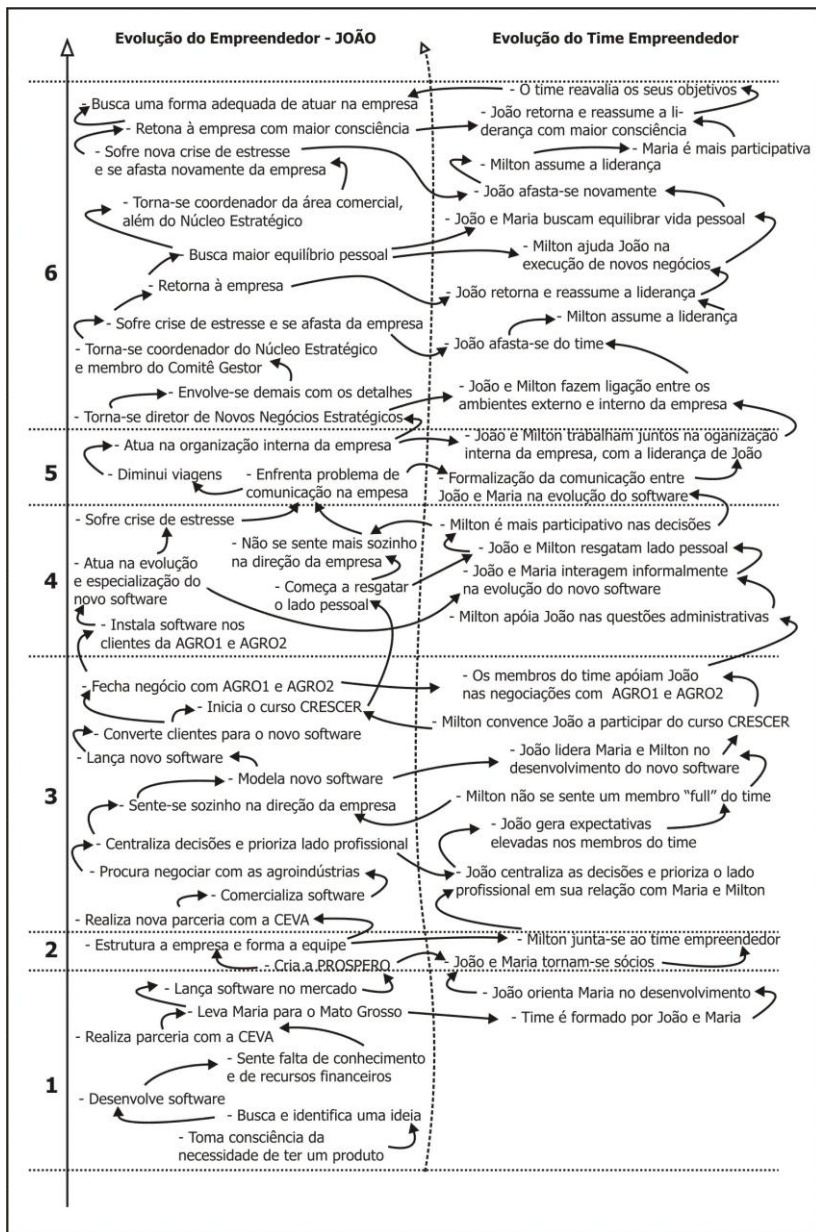 Evolução do Empreendedor - JOÃO
Evolução do Time Empreendedor
6
- Busca uma forma adequada de atuar na empresa
- Retona à empresa com maior consciência
- Sofre nova crise de estresse
e se afasta novamente da empresa
- Torna-se coordenador da área comercial,
além do Núcleo Estratégico
- Busca maior equilíbrio pessoal
- Retorna à empresa
- Sofre crise de estresse e se afasta da empresa
- Torna-se coordenador do Núcleo Estratégico
e membro do Comitê Gestor
- Envolve-se demais com os detalhes
- Torna-se diretor de Novos Negócios Estratégicos
- O time reavalia os seus objetivos
- João retorna e reassume a li-
derança com maior consciência
- Maria é mais participativa
- Milton assume a liderança
- João afasta-se novamente
- João e Maria buscam equilibrar vida pessoal
- Milton ajuda João na
execução de novos negócios
- João retorna e reassume a liderança
- Milton assume a liderança
- João afasta-se do time
- João e Milton fazem ligação entre os
ambientes externo e interno da empresa
5
- Atua na organização interna da empresa
- Diminui viagens
- Enfrenta problema de
comunicação na empesa
- João e Milton trabalham juntos na oganização
interna da empresa, com a liderança de João
- Formalização da comunicação entre
João e Maria na evolução do software
4
- Sofre crise de estresse
- Não se sente mais sozinho
na direção da empresa
- Atua na evolução
e especialização do
novo software
- Começa a resgatar
o lado pessoal
- Instala software nos
clientes da AGRO1 e AGRO2
- Milton é mais participativo nas decisões
- João e Milton resgatam lado pessoal
- João e Maria interagem informalmente
na evolução do novo software
- Milton apóia João nas questões administrativas
3
- Fecha negócio com AGRO1 e AGRO2
- Inicia o curso CRESCER
- Converte clientes para o novo software
- Lança novo software
- Modela novo software
- Sente-se sozinho na direção da empresa
- Centraliza decisões e prioriza lado profissional
- Procura negociar com as agroindústrias
- Comercializa software
- Realiza nova parceria com a CEVA
- Os membros do time apóiam João
nas negociações com AGRO1 e AGRO2
- Milton convence João a participar do curso CRESCER
- João lidera Maria e Milton no
desenvolvimento do novo software
- Milton não se sente um membro “full” do time
- João gera expectativas
elevadas nos membros do time
- João centraliza as decisões e prioriza o lado
profissional em sua relação com Maria e Milton
2
- Estrutura a empresa e forma a equipe
- Cria a PROSPERO
- Milton junta-se ao time empreendedor
- João e Maria tornam-se sócios
1
- Lança software no mercado
- Leva Maria para o Mato Grosso
- Realiza parceria com a CEVA
- Sente falta de conhecimento
e de recursos financeiros
- Desenvolve software
- Busca e identifica uma ideia
- Toma consciência da
necessidade de ter um produto
- João orienta Maria no desenvolvimento
- Time é formado por João e Maria